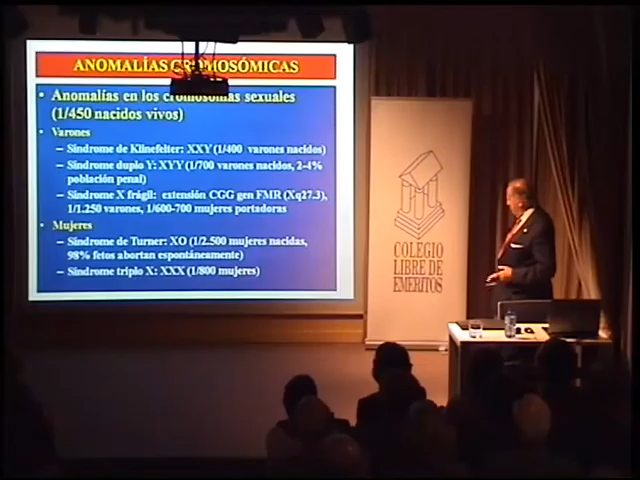 ANOMALÍAS CROMOSÓMICAS
• Anomalías en los cromosomas sexuales
(1/450 nacidos vivos)
• Varones
– Síndrome de Klinefelter: XXY (1/400 varones nacidos)
– Síndrome duplo Y: XYY (1/700 varones nacidos, 2-4%
población penal)
– Síndrome X frágil: extensión CGG gen FMR (Xq27.3),
1/1.250 varones, 1/600-700 mujeres portadoras
• Mujeres
– Síndrome de Turner: XO (1/2.500 mujeres nacidas,
98% fetos abortan espontáneamente)
– Síndrome triplo X: XXX (1/800 mujeres)
COLEGIO
LIBRE DE
EMÉRITOS